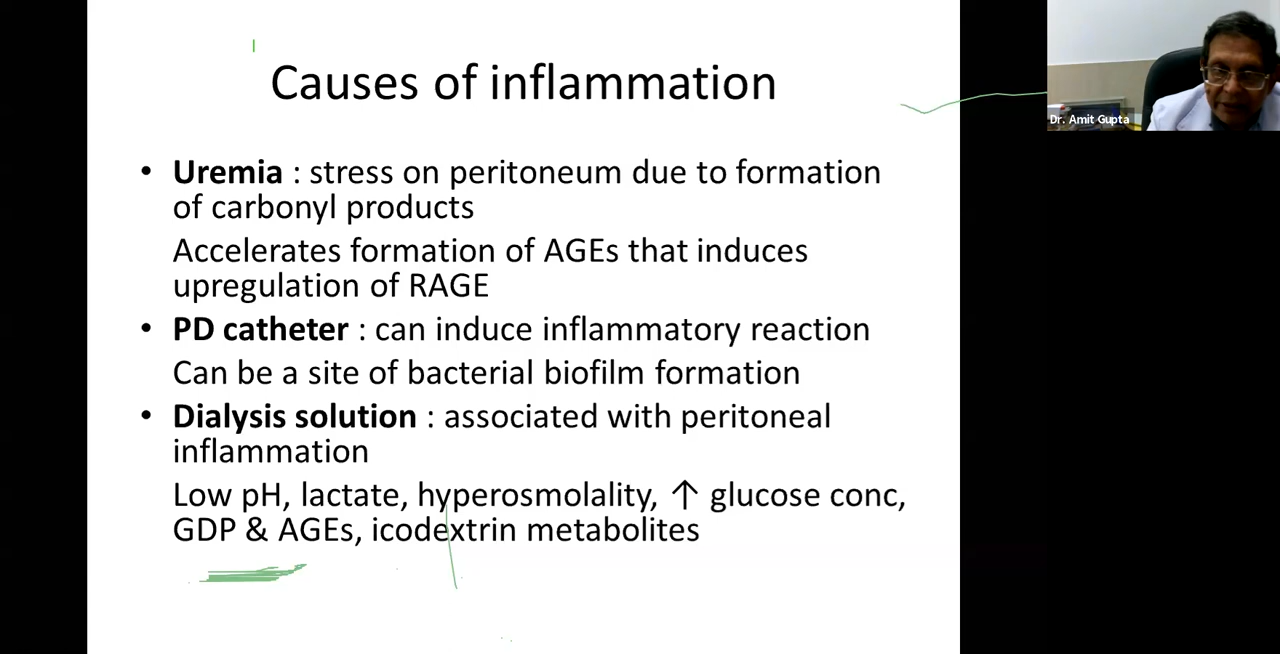 Causes of inflammation
• Uremia : stress on peritoneum due to formation
of carbonyl products
Accelerates formation of AGEs that induces
upregulation of RAGE
• PD catheter : can induce inflammatory reaction
Can be a site of bacterial biofilm formation
• Dialysis solution : associated with peritoneal
inflammation
Low pH, lactate, hyperosmolality, ↑ glucose conc,
GDP & AGEs, icodextrin metabolites
Dr. Amit Gupta